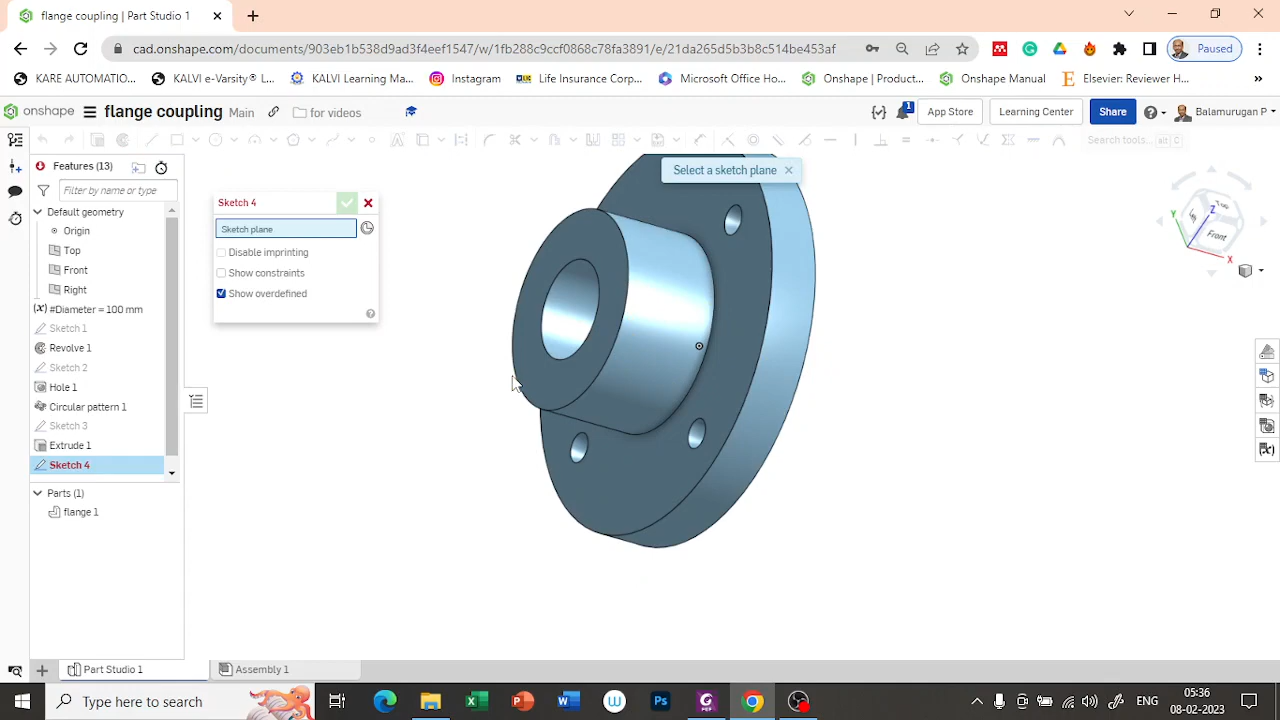 flange coupling | Part Studio 1
cad.onshape.com/documents/903eb1b538d9ad3f4eef1547/w/1fb288c9ccf0868c78fa3891/e/21da265d5b3b8c514be453af
Paused
KARE AUTOMATIO...
KALVI e-Varsity ® L...
KALVI Learning Ma...
Instagram
Life Insurance Corp...
Microsoft Office Ho...
Onshape | Product...
Onshape Manual
Elsevier: Reviewer H...
»
onshape
flange coupling Main
for videos
1
App Store
Learning Center
Share
Balamurugan P
Search tools... alt C
Features (13)
Filter by name or type
Default geometry
Origin
Top
Front
Right
(x) #Diameter = 100 mm
Sketch 1
Revolve 1
Sketch 2
Hole 1
Circular pattern 1
Sketch 3
Extrude 1
Sketch 4
Parts (1)
flange 1
Sketch 4
Sketch plane
Disable imprinting
Show constraints
Show overdefined
Select a sketch plane
Top
Z
Y
Front
X
Part Studio 1
Assembly 1
Type here to search
ENG
05:36
08-02-2023